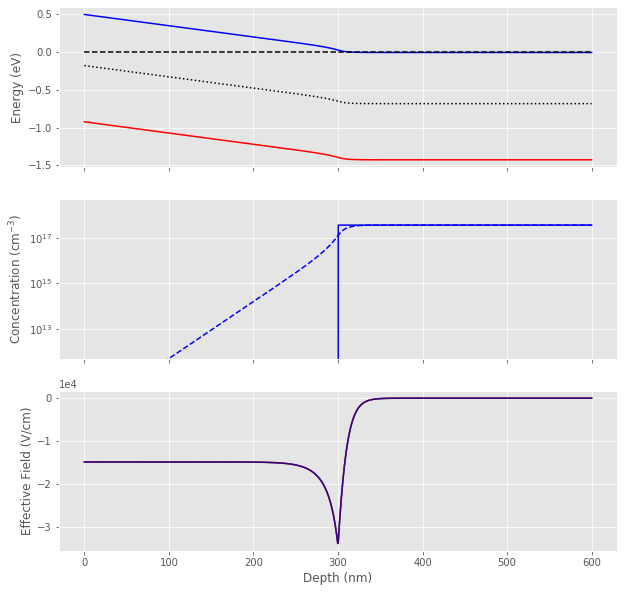 0.5
0.0
−0.5
−1.0
−1.5
Energy (eV)
10^17
10^15
10^13
Concentration (cm^−3)
1e4
0
−1
−2
−3
Effective Field (V/cm)
0 100 200 300 400 500 600
Depth (nm)